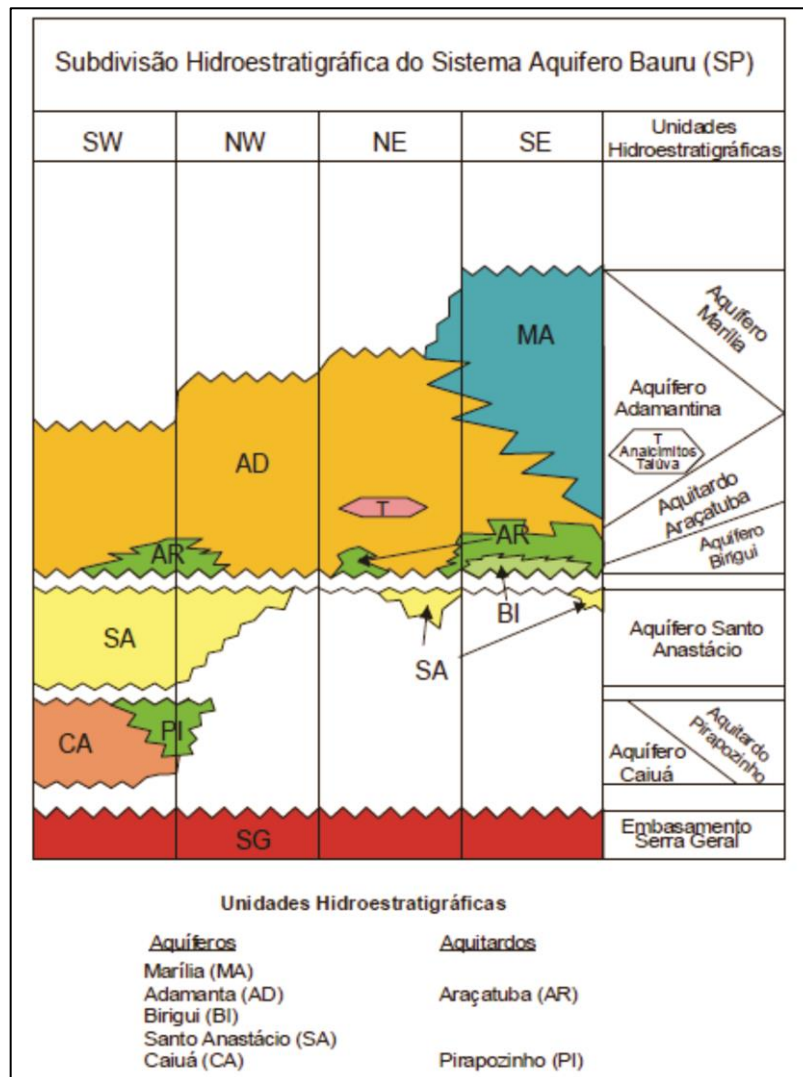 Subdivisão Hidroestratigráfica do Sistema Aquifero Bauru (SP)
SW NW NE SE Unidades
Hidroestratigráficas
MA
Aquífero
Marília
AD
Aquífero
Adamantina
T
T
Analcimitos
Taiúva
AR
AR
Aquitardo
Araçatuba
Aquífero
Birigui
BI
SA
SA
Aquífero Santo
Anastácio
CA
PI
Aquífero
Caiuá
Aquitardo
Pirapozinho
SG
Embasamento
Serra Geral
Unidades Hidroestratigráficas
Aquíferos Aquitardos
Marília (MA)
Adamanta (AD) Araçatuba (AR)
Birigui (BI)
Santo Anastácio (SA)
Caiuá (CA) Pirapozinho (PI)